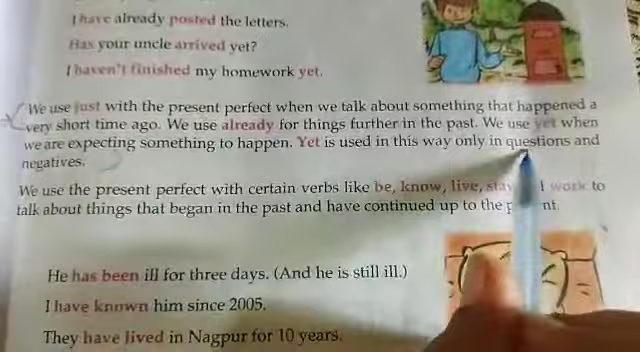 I have already posted the letters.
Has your uncle arrived yet?
I haven't finished my homework yet.
We use just with the present perfect when we talk about something that happened a
very short time ago. We use already for things further in the past. We use yet when
we are expecting something to happen. Yet is used in this way only in questions and
negatives.
We use the present perfect with certain verbs like be, know, live, work to
talk about things that began in the past and have continued up to the
He has been ill for three days. (And he is still ill.)
I have known him since 2005.
They have lived in Nagpur for 10 years.